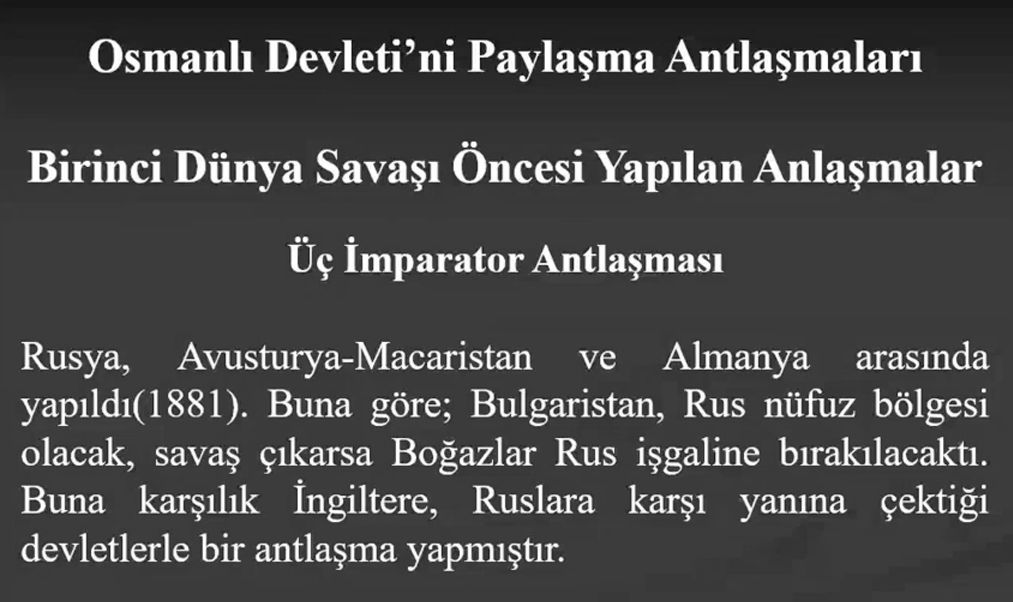 Osmanlı Devleti’ni Paylaşma Antlaşmaları
Birinci Dünya Savaşı Öncesi Yapılan Anlaşmalar
Üç İmparator Antlaşması
Rusya, Avusturya-Macaristan ve Almanya arasında
yapıldı(1881). Buna göre; Bulgaristan, Rus nüfuz bölgesi
olacak, savaş çıkarsa Boğazlar Rus işgaline bırakılacaktı.
Buna karşılık İngiltere, Ruslara karşı yanına çektiği
devletlerle bir antlaşma yapmıştır.